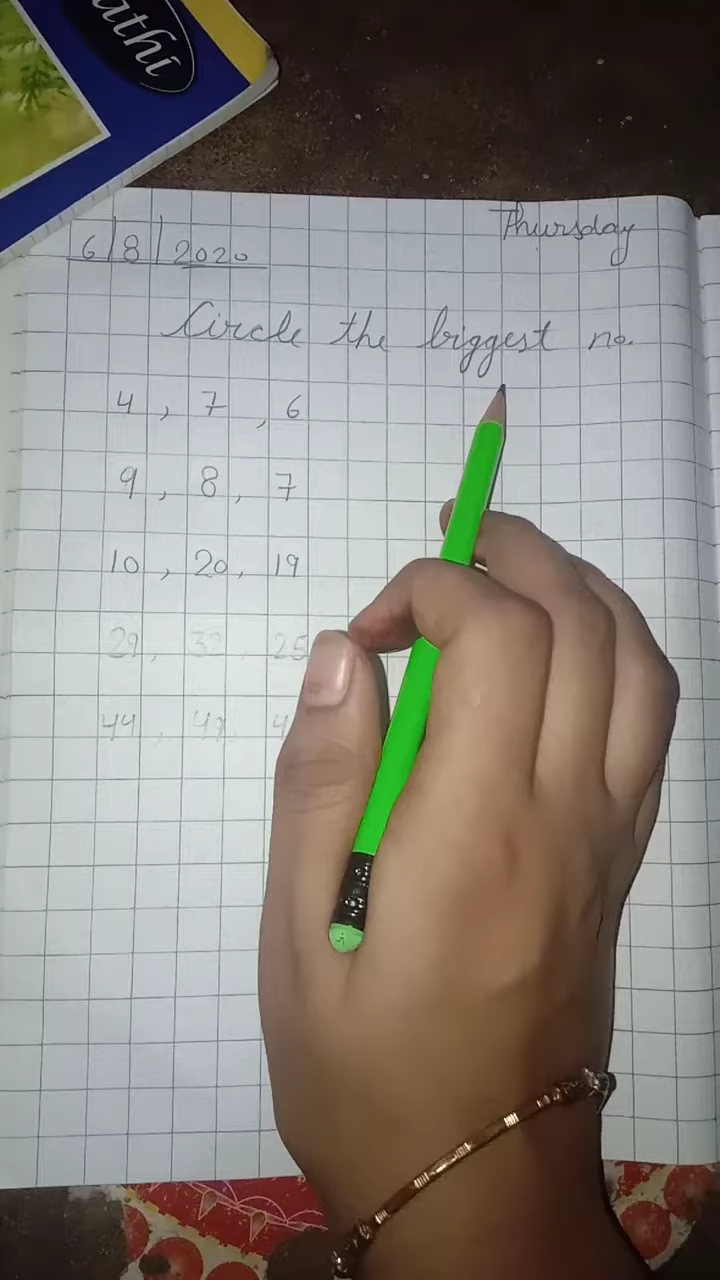 athi
Thursday
6/8/2020
Circle the biggest no.
4, 7, 6
9, 8, 7
10, 20, 19
29, 32, 25
44,